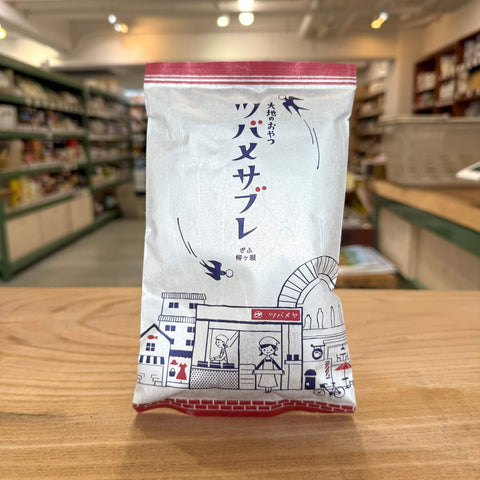 大地のおやつ
ツバメサブレ
ぎふ
柳ヶ瀬
ツバメヤ